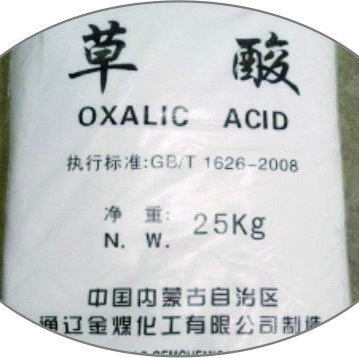 草 酸
OXALIC ACID
执行标准:GB/T 1626-2008
净 重: 25Kg
N. W.
中国内蒙古自治区
通辽金煤化工有限公司制造